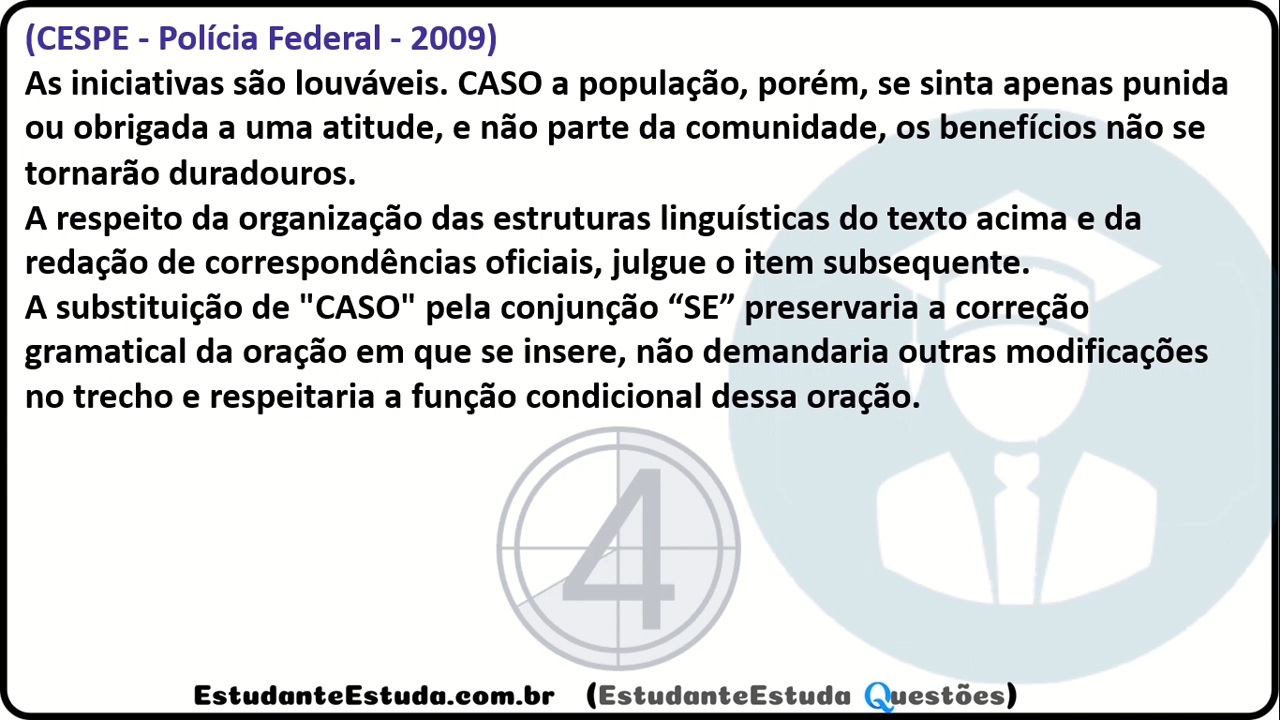 (CESPE - Polícia Federal - 2009)
As iniciativas são louváveis. CASO a população, porém, se sinta apenas punida
ou obrigada a uma atitude, e não parte da comunidade, os benefícios não se
tornarão duradouros.
A respeito da organização das estruturas linguísticas do texto acima e da
redação de correspondências oficiais, julgue o item subsequente.
A substituição de "CASO" pela conjunção “SE” preservaria a correção
gramatical da oração em que se insere, não demandaria outras modificações
no trecho e respeitaria a função condicional dessa oração.
4
EstudanteEstuda.com.br (EstudanteEstuda Questões)